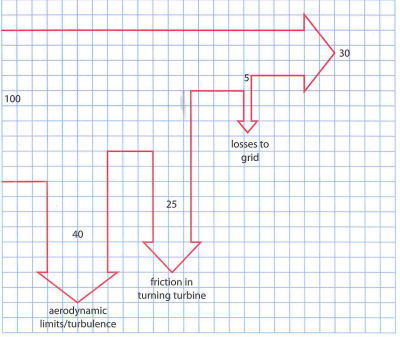 30
5
100
losses to
grid
25
40
friction in
turning turbine
aerodynamic
limits/turbulence